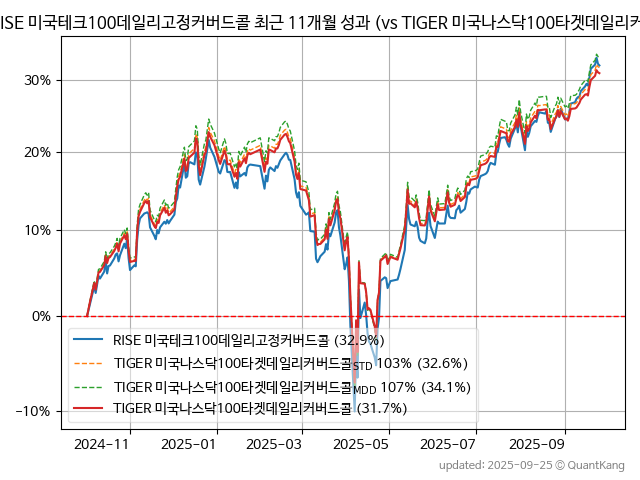 RISE 미국테크100데일리고정커버드콜 최근 11개월 성과 (vs TIGER 미국나스닥100타겟데일리커
30%
20%
10%
0%
−10%
RISE 미국테크100데일리고정커버드콜 (32.9%)
TIGER 미국나스닥100타겟데일리커버드콜STD 103% (32.6%)
TIGER 미국나스닥100타겟데일리커버드콜MDD 107% (34.1%)
TIGER 미국나스닥100타겟데일리커버드콜 (31.7%)
2024-11 2025-01 2025-03 2025-05 2025-07 2025-09
updated: 2025-09-25 © QuantKang